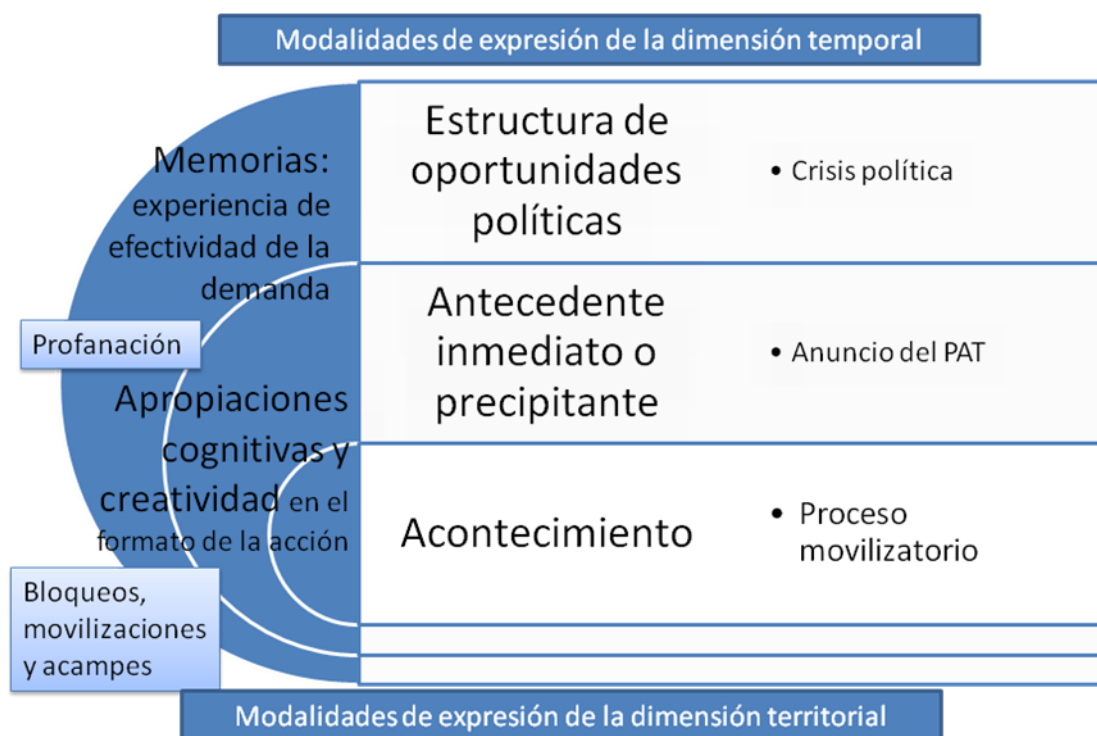 Modalidades de expresión de la dimensión temporal
Memorias:
experiencia de
efectividad de la
demanda
Profanación
Apropiaciones
cognitivas y
creatividad en el
formato de la acción
Bloqueos,
movilizaciones
y acampes
Estructura de
oportunidades
políticas
• Crisis política
Antecedente
inmediato o
precipitante
• Anuncio del PAT
Acontecimiento
• Proceso
movilizatorio
Modalidades de expresión de la dimensión territorial